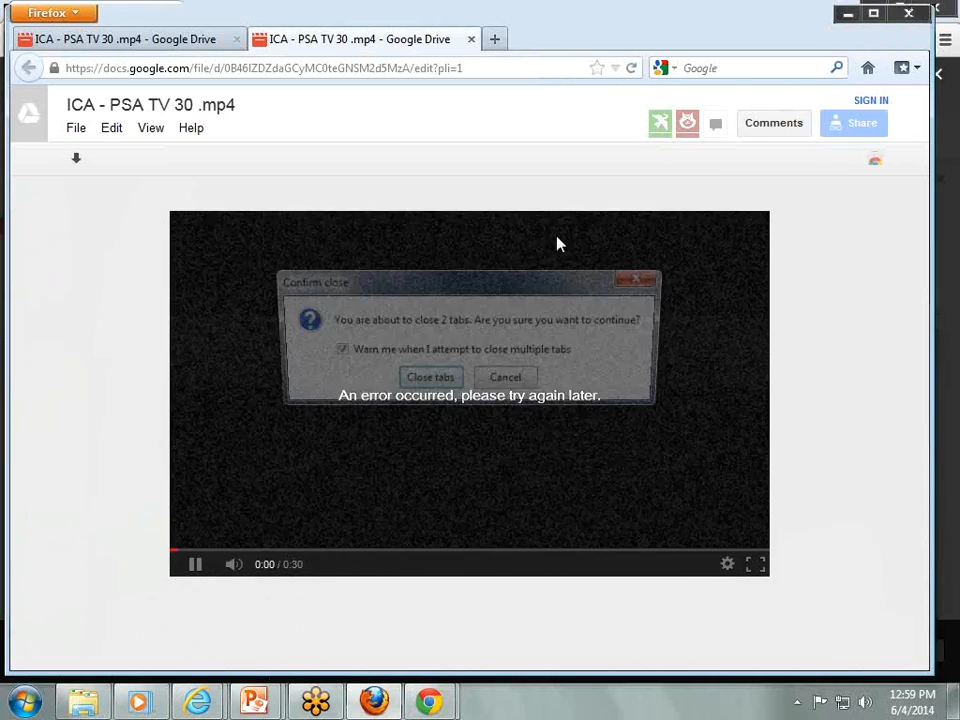 Firefox
ICA - PSA TV 30 .mp4 - Google Drive
ICA - PSA TV 30 .mp4 - Google Drive
https://docs.google.com/file/d/0B46IZDZdaGCyMC0teGNSM2d5MzA/edit?pli=1
Google
ICA - PSA TV 30 .mp4
SIGN IN
File Edit View Help
Comments
Share
Confirm close
You are about to close 2 tabs. Are you sure you want to continue?
Warn me when I attempt to close multiple tabs
Close tabs Cancel
An error occurred, please try again later.
0:00 / 0:30
12:59 PM
6/4/2014